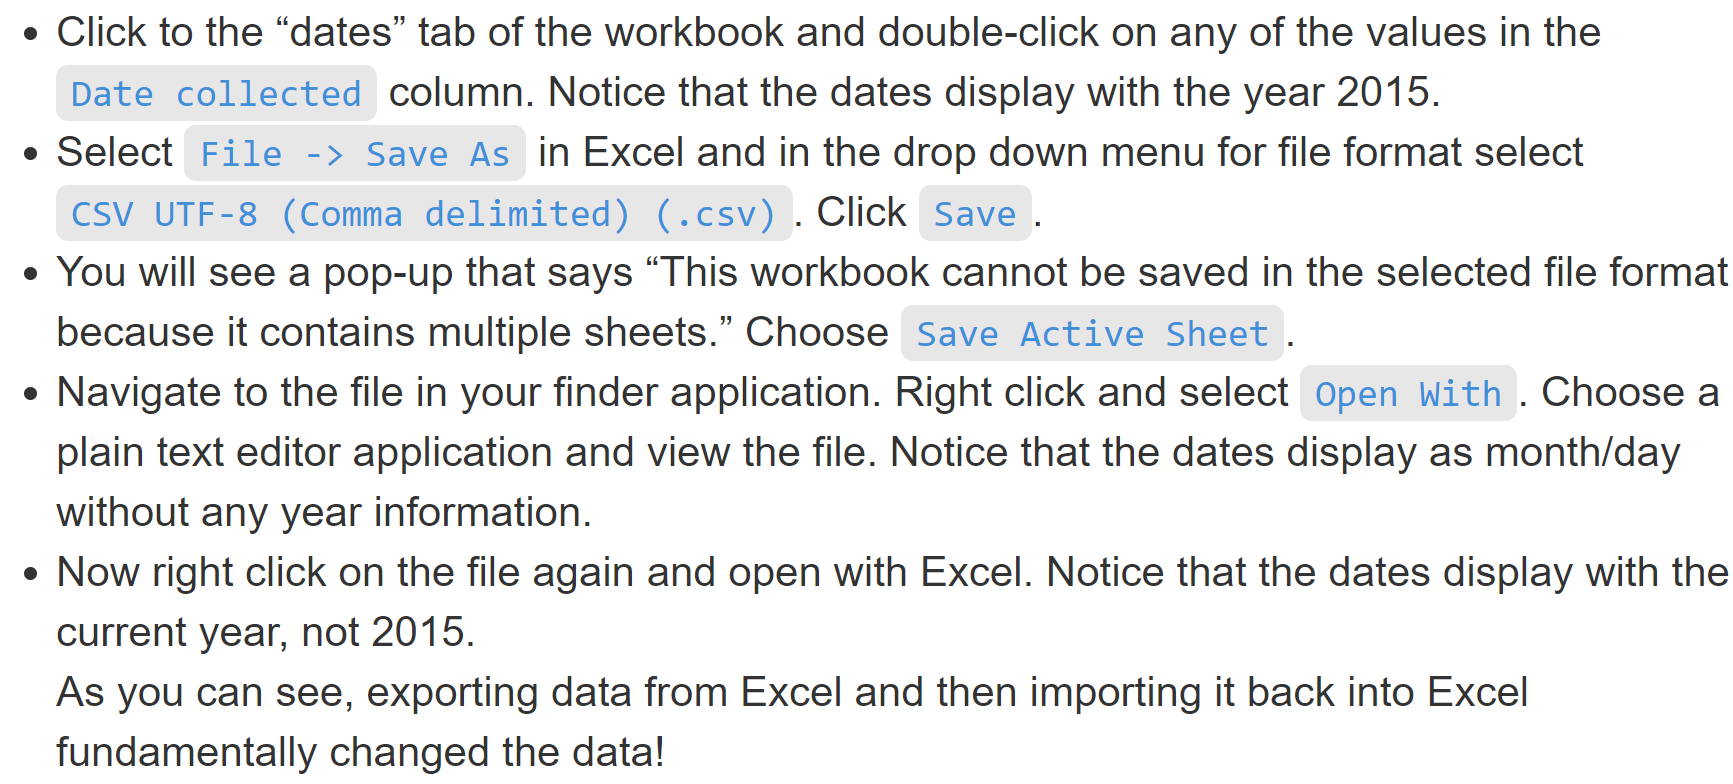 • Click to the “dates” tab of the workbook and double-click on any of the values in the
Date collected column. Notice that the dates display with the year 2015.
• Select File -> Save As in Excel and in the drop down menu for file format select
CSV UTF-8 (Comma delimited) (.csv). Click Save.
• You will see a pop-up that says “This workbook cannot be saved in the selected file format
because it contains multiple sheets.” Choose Save Active Sheet.
• Navigate to the file in your finder application. Right click and select Open With. Choose a
plain text editor application and view the file. Notice that the dates display as month/day
without any year information.
• Now right click on the file again and open with Excel. Notice that the dates display with the
current year, not 2015.
As you can see, exporting data from Excel and then importing it back into Excel
fundamentally changed the data!